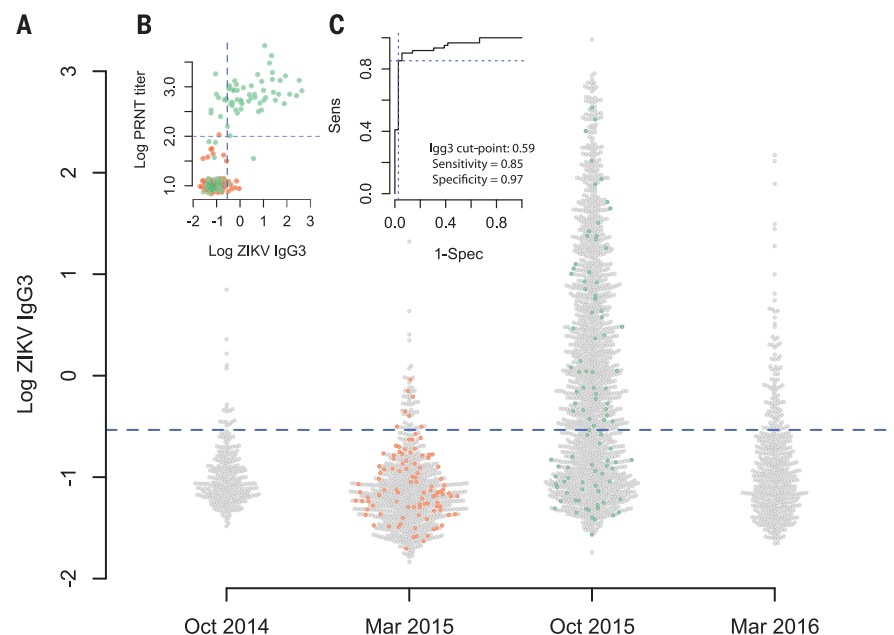 A
B
C
Log ZIKV IgG3
3
2
1
0
-1
-2
Oct 2014
Mar 2015
Oct 2015
Mar 2016
Log PRNT titer
3.0
2.0
1.0
-2
-1
0
1
2
3
Log ZIKV IgG3
Sens
0.8
0.4
0.0
Igg3 cut-point: 0.59
Sensitivity = 0.85
Specificity = 0.97
0.0
0.4
0.8
1-Spec